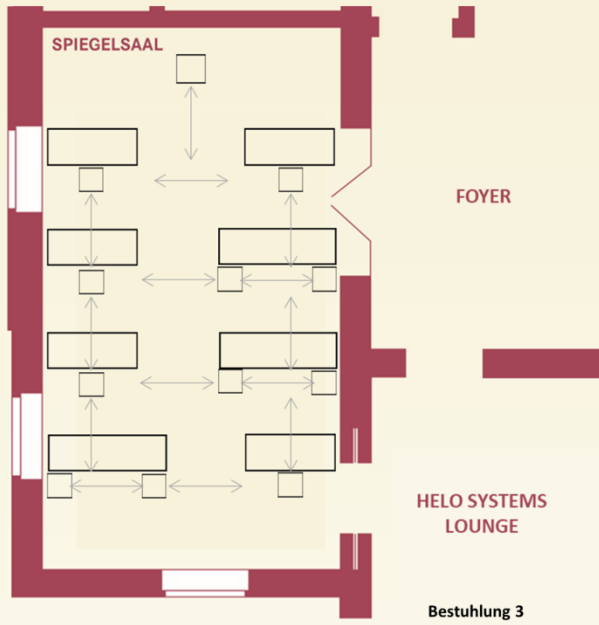 SPIEGELSAAL
FOYER
HELO SYSTEMS
LOUNGE
Bestuhlung 3